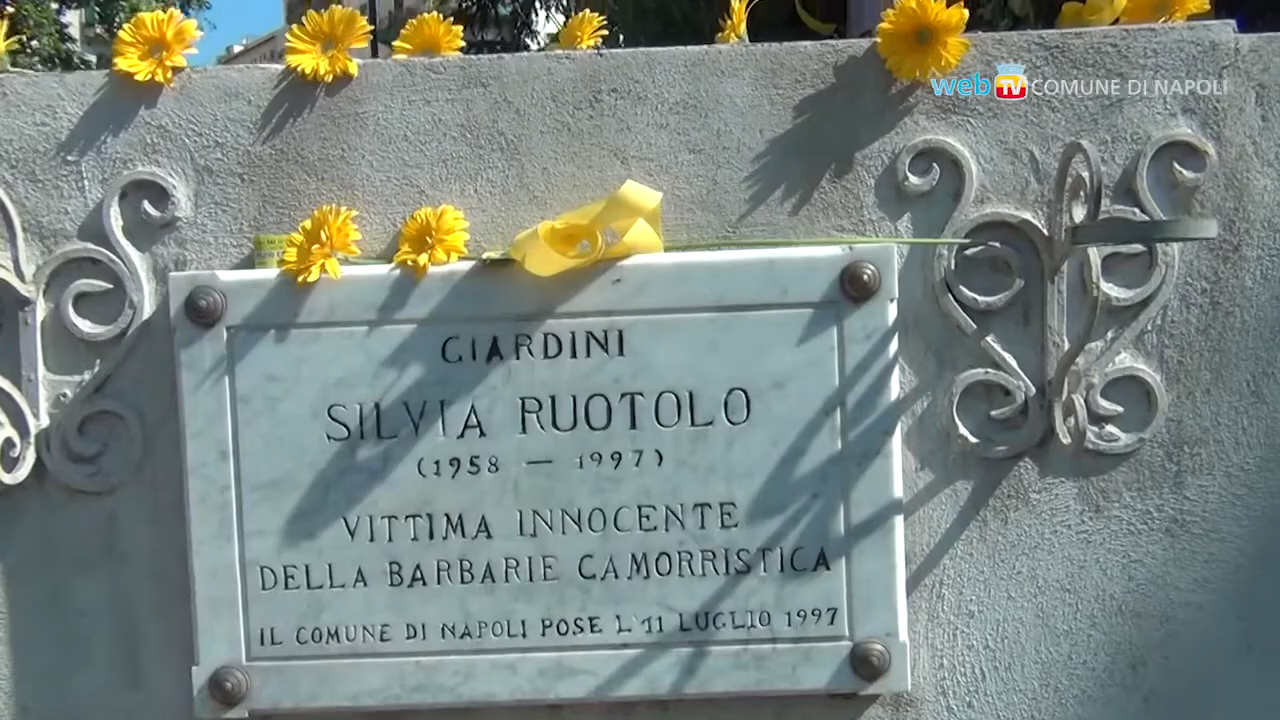 web TV COMUNE DI NAPOLI
GIARDINI
SILVIA RUOTOLO
(1958 — 1997)
VITTIMA INNOCENTE
DELLA BARBARIE CAMORRISTICA
IL COMUNE DI NAPOLI POSE L'11 LUGLIO 1997